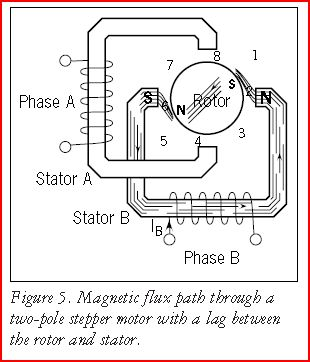 8
1
7
S
Phase A
S
N
Rotor
2
N
6
5
4
3
Stator A
Stator B
IB
Phase B
Figure 5. Magnetic flux path through a
two-pole stepper motor with a lag between
the rotor and stator.